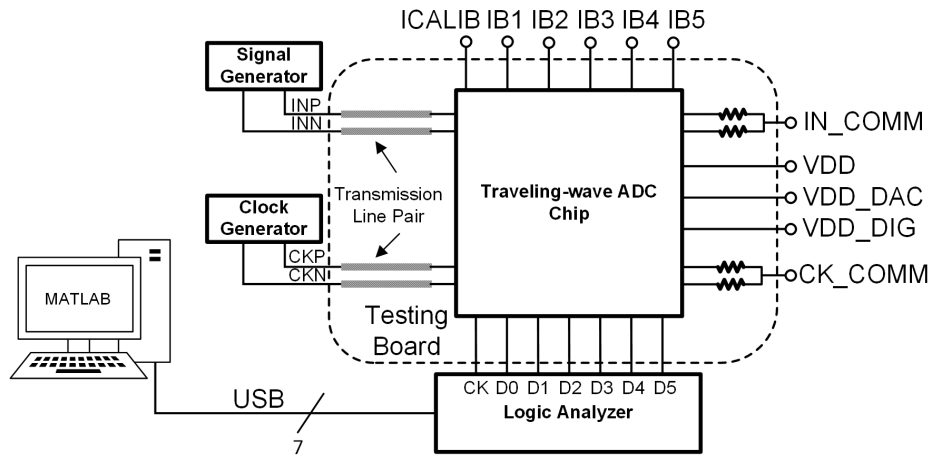 ICALIB IB1 IB2 IB3 IB4 IB5
Signal
Generator
INP
INN
IN_COMM
VDD
VDD_DAC
VDD_DIG
CK_COMM
Traveling-wave ADC
Chip
Transmission
Line Pair
Clock
Generator
CKP
CKN
MATLAB
Testing
Board
CK D0 D1 D2 D3 D4 D5
Logic Analyzer
USB
7